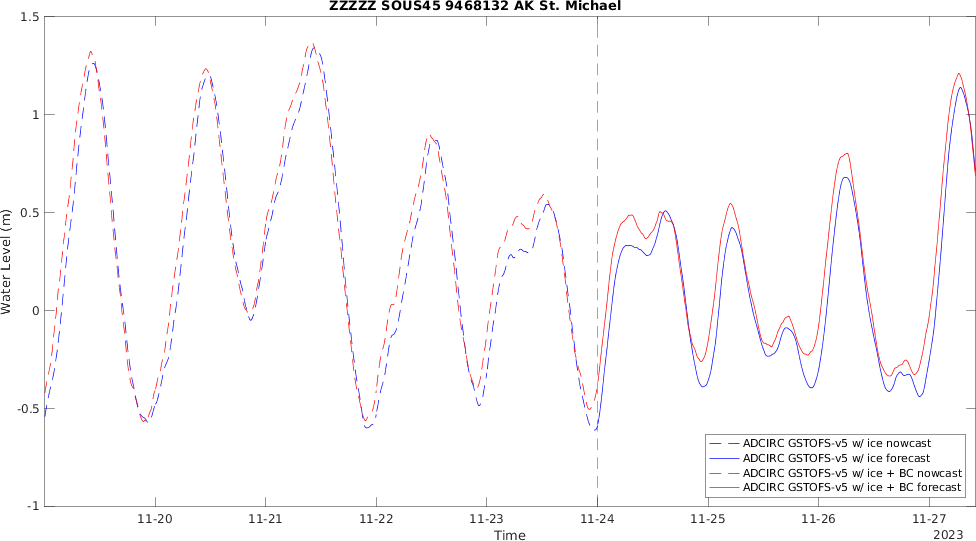 ZZZZZ SOUS45 9468132 AK St. Michael
1.5
1
0.5
0
-0.5
-1
Water Level (m)
11-20
11-21
11-22
11-23
11-24
11-25
11-26
11-27
Time
2023
ADCIRC GSTOFS-v5 w/ ice nowcast
ADCIRC GSTOFS-v5 w/ ice forecast
ADCIRC GSTOFS-v5 w/ ice + BC nowcast
ADCIRC GSTOFS-v5 w/ ice + BC forecast